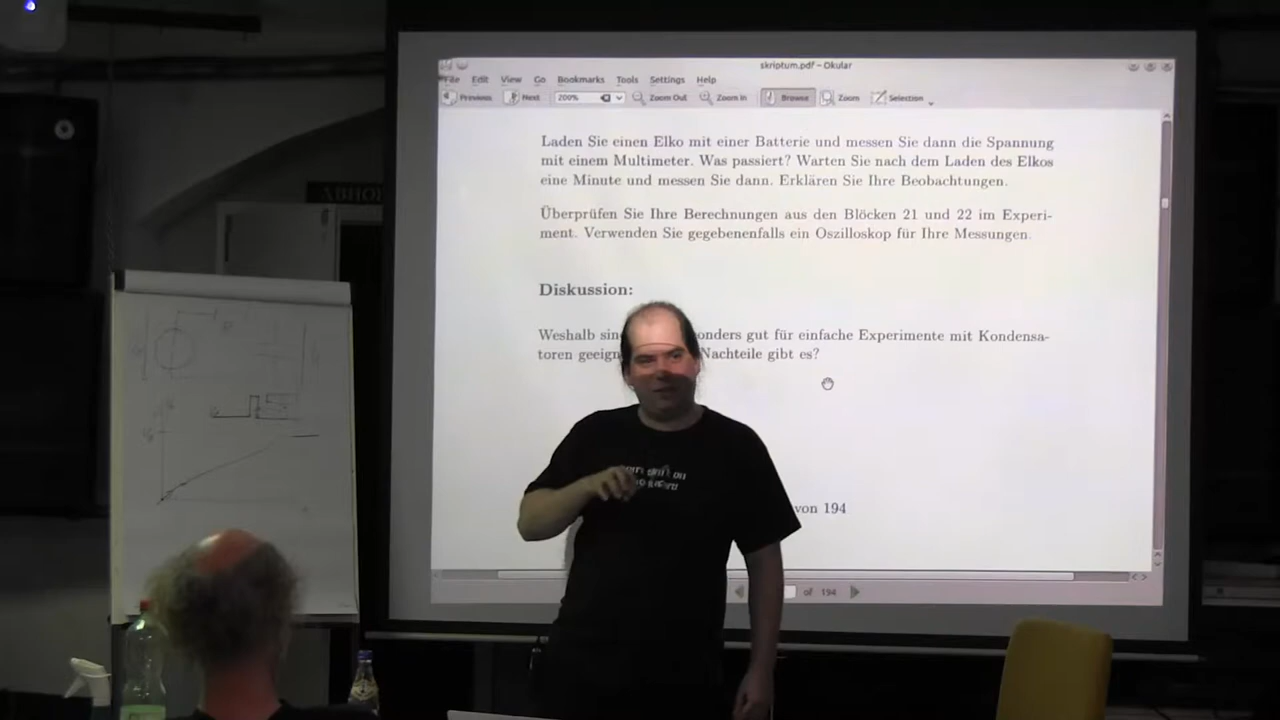 skriptum.pdf – Okular
File Edit View Go Bookmarks Tools Settings Help
Previous Next 200% Zoom Out Zoom In Browse Zoom Selection
Laden Sie einen Elko mit einer Batterie und messen Sie dann die Spannung
mit einem Multimeter. Was passiert? Warten Sie nach dem Laden des Elkos
eine Minute und messen Sie dann. Erklären Sie Ihre Beobachtungen.
Überprüfen Sie Ihre Berechnungen aus den Blöcken 21 und 22 im Experi-
ment. Verwenden Sie gegebenenfalls ein Oszilloskop für Ihre Messungen.
Diskussion:
Weshalb gut für einfache Experimente mit Kondensa-
toren Nachteile gibt es?
von 194
of 194